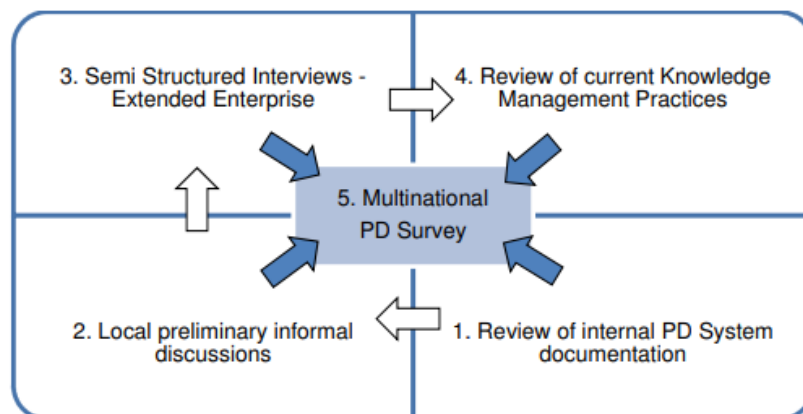 3. Semi Structured Interviews -
Extended Enterprise
4. Review of current Knowledge
Management Practices
5. Multinational
PD Survey
2. Local preliminary informal
discussions
1. Review of internal PD System
documentation